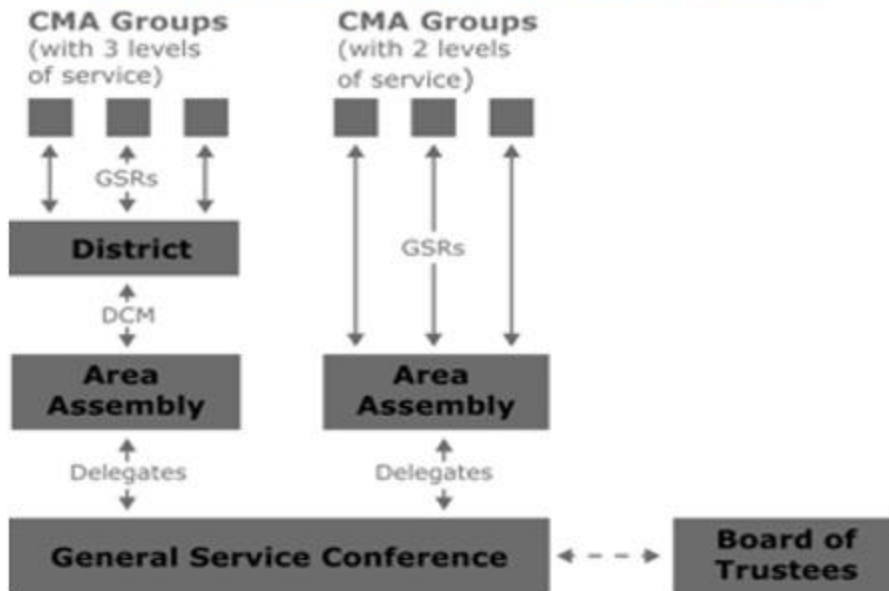 CMA Groups
(with 3 levels
of service)
CMA Groups
(with 2 levels
of service)
GSRs
GSRs
District
DCM
Area
Assembly
Area
Assembly
Delegates
Delegates
General Service Conference
Board of
Trustees